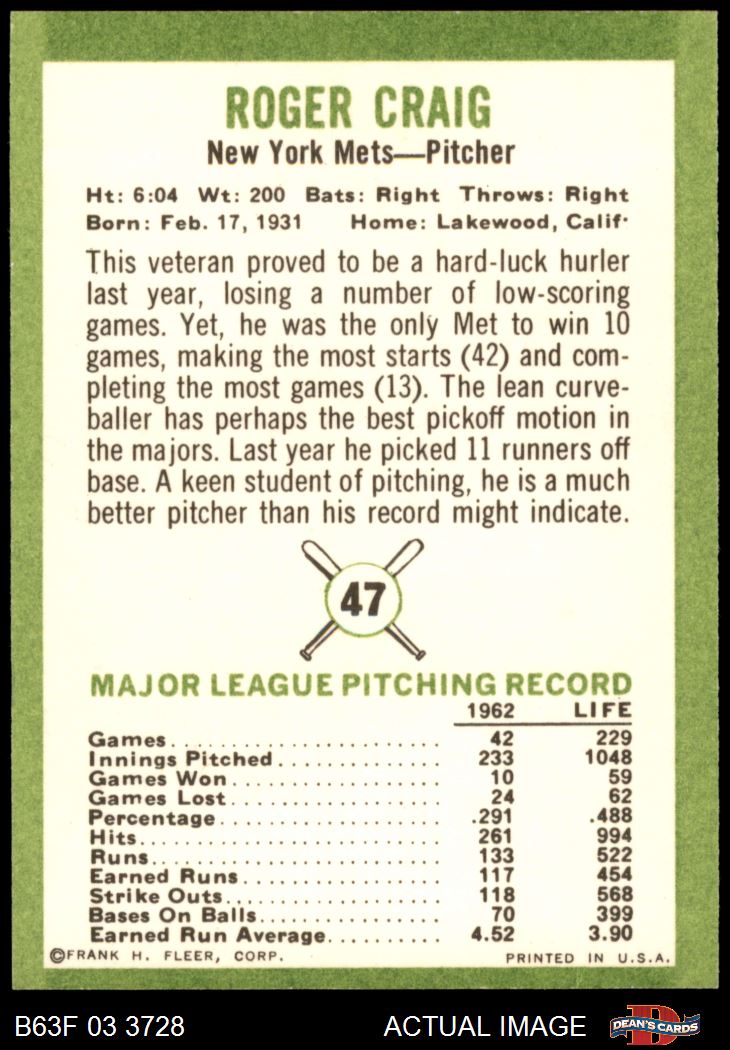 ROGER CRAIG
New York Mets—Pitcher
Ht: 6:04 Wt: 200 Bats: Right Throws: Right
Born: Feb. 17, 1931 Home: Lakewood, Calif.
This veteran proved to be a hard-luck hurler
last year, losing a number of low-scoring
games. Yet, he was the only Met to win 10
games, making the most starts (42) and com-
pleting the most games (13). The lean curve-
baller has perhaps the best pickoff motion in
the majors. Last year he picked 11 runners off
base. A keen student of pitching, he is a much
better pitcher than his record might indicate.
47
MAJOR LEAGUE PITCHING RECORD
1962 LIFE
Games 42 229
Innings Pitched 233 1048
Games Won 10 59
Games Lost 24 62
Percentage .291 .488
Hits 261 994
Runs 133 522
Earned Runs 117 454
Strike Outs 118 568
Bases On Balls 70 399
Earned Run Average 4.52 3.90
©FRANK H. FLEER, CORP. PRINTED IN U.S.A.
B63F 03 3728 ACTUAL IMAGE D DEAN'S CARDS